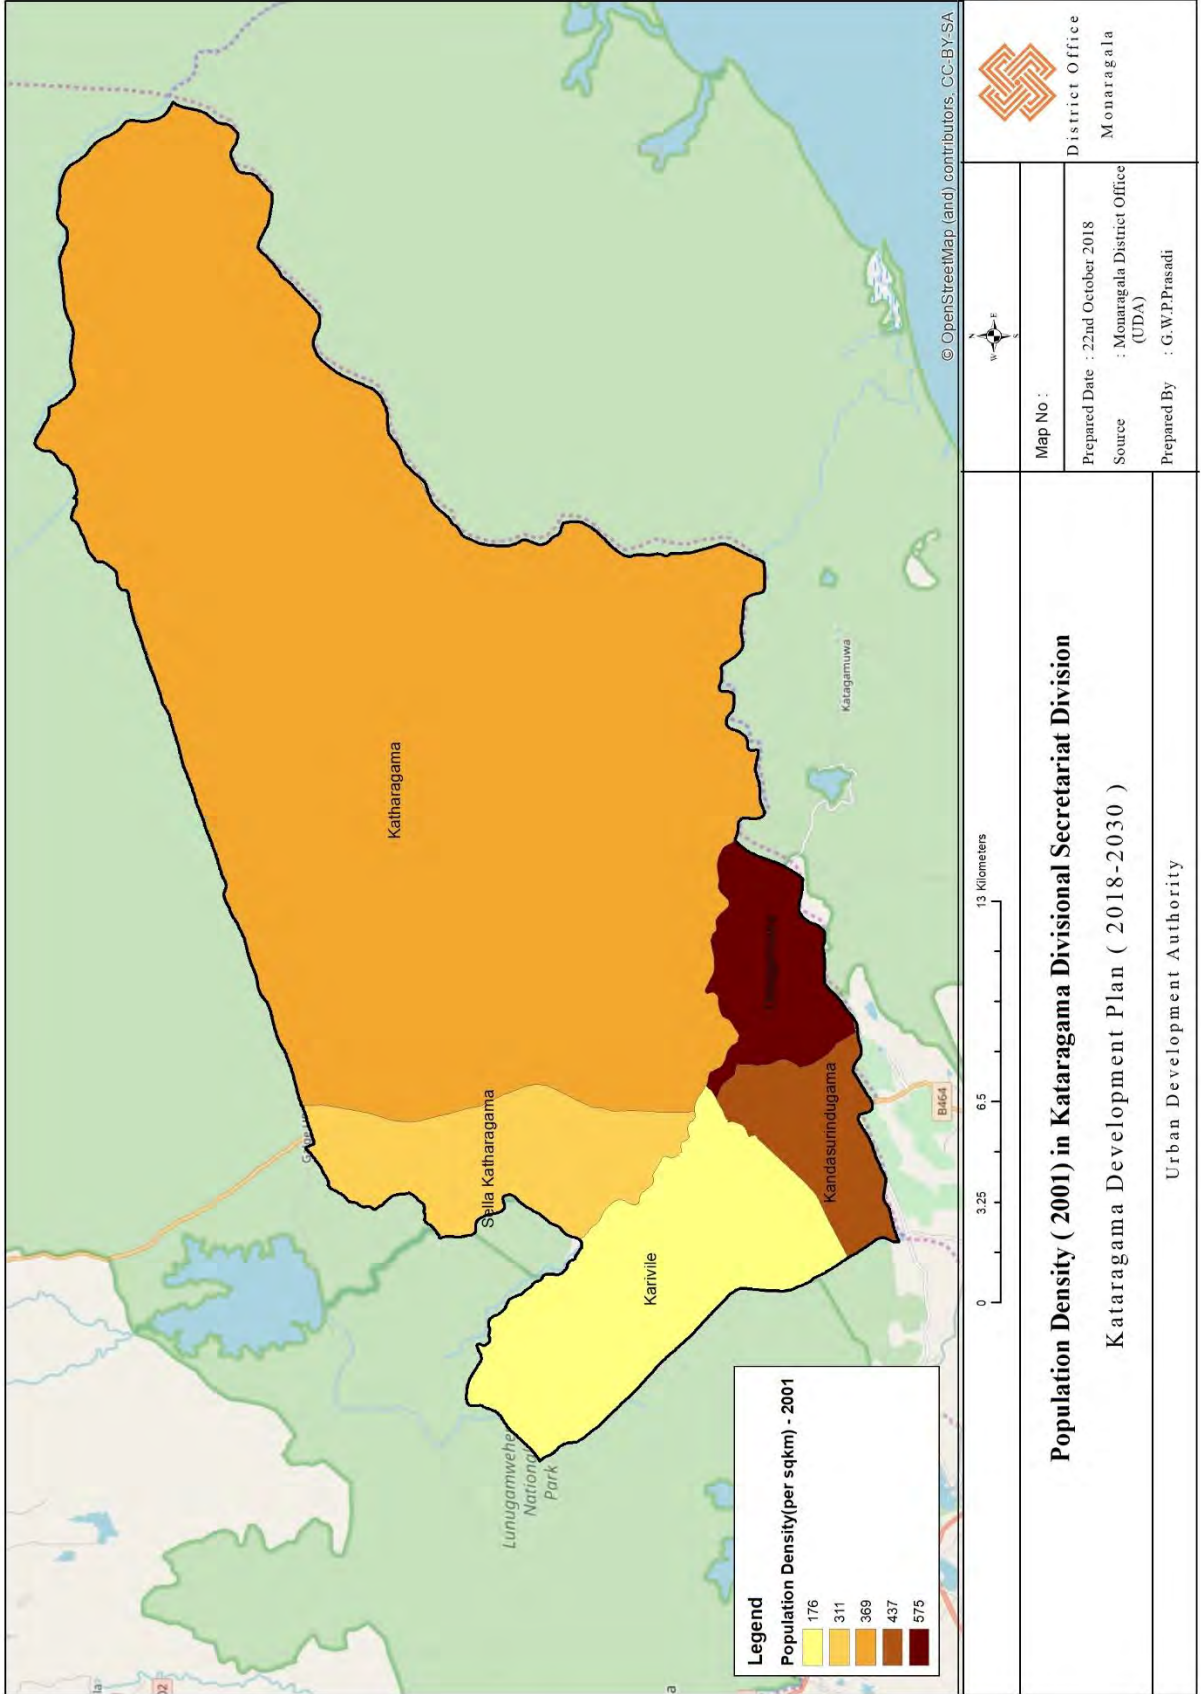 Katharagama
Sella Katharagama
Karivile
Kandasurindugama
Katagamuwa
Lunugamwehe
National
Park
B464
© OpenStreetMap (and) contributors, CC-BY-SA
Legend
Population Density(per sqkm) - 2001
176
311
369
437
575
0 3.25 6.5 13 Kilometers
Population Density ( 2001) in Kataragama Divisional Secretariat Division
Kataragama Development Plan ( 2018-2030 )
Urban Development Authority
N
W E
S
Map No :
Prepared Date : 22nd October 2018
Source : Monaragala District Office
(UDA)
Prepared By : G.W.P.Prasadi
District Office
Monaragala